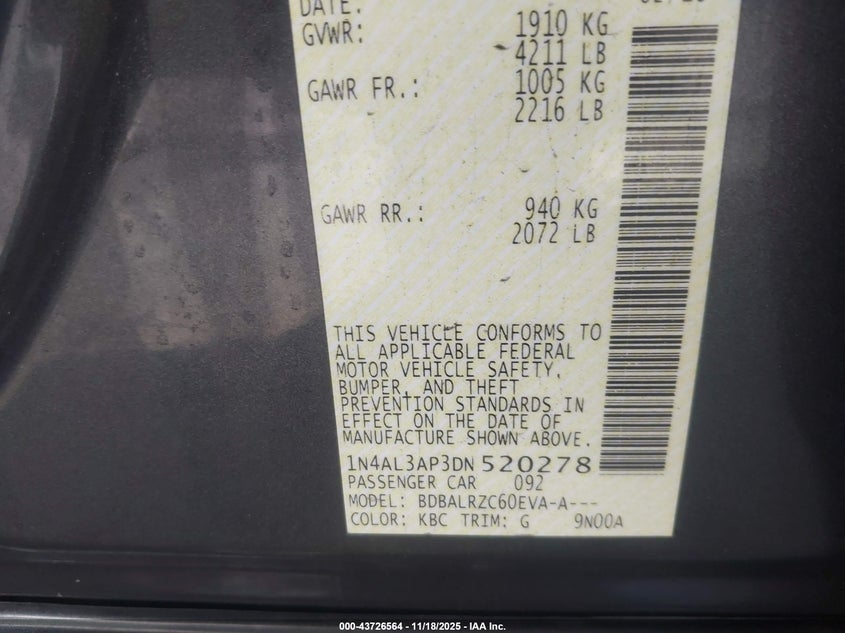 DATE:
GVWR: 1910 KG
4211 LB
GAWR FR.: 1005 KG
2216 LB
GAWR RR.: 940 KG
2072 LB
THIS VEHICLE CONFORMS TO
ALL APPLICABLE FEDERAL
MOTOR VEHICLE SAFETY,
BUMPER, AND THEFT
PREVENTION STANDARDS IN
EFFECT ON THE DATE OF
MANUFACTURE SHOWN ABOVE.
1N4AL3AP3DN520278
PASSENGER CAR 092
MODEL: BDBALRZC60EVA-A---
COLOR: KBC TRIM: G 9N00A
000-43726564 - 11/18/2025 - IAA Inc.